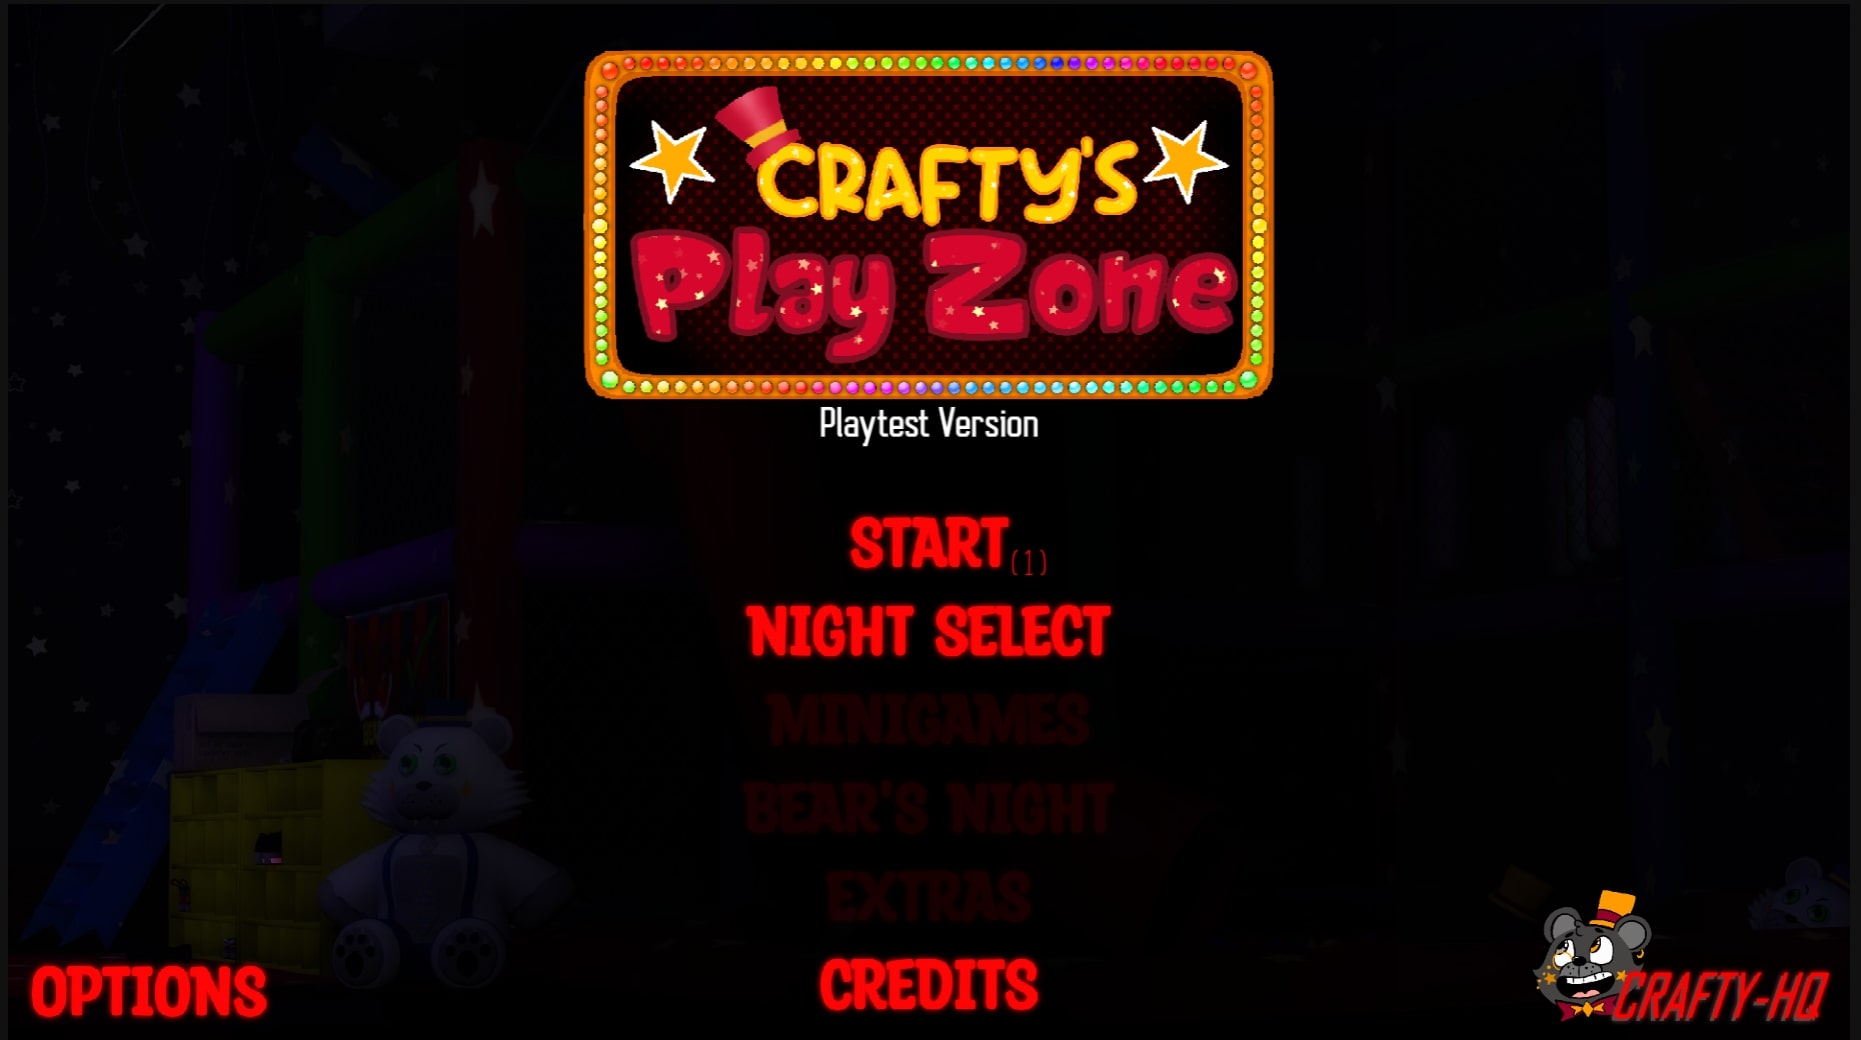 CRAFTY'S
Play Zone
Playtest Version
START (1)
NIGHT SELECT
MINIGAMES
BEAR'S NIGHT
EXTRAS
CREDITS
OPTIONS
CRAFTY-HQ